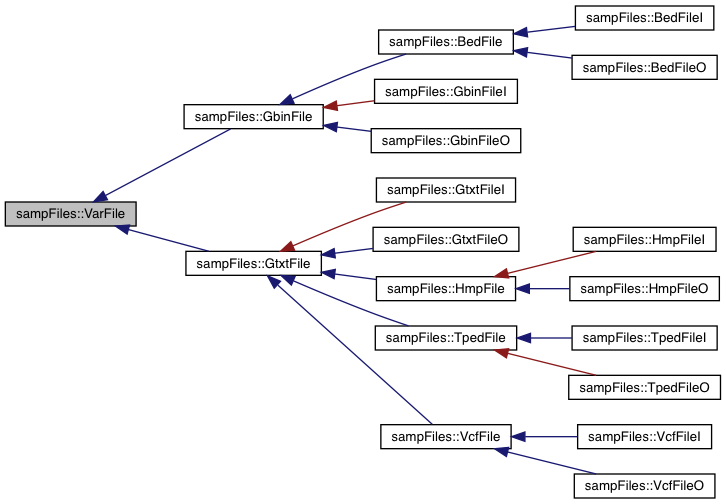 sampFiles::BedFileI
sampFiles::BedFile
sampFiles::BedFileO
sampFiles::GbinFileI
sampFiles::GbinFile
sampFiles::GbinFileO
sampFiles::GtxtFileI
sampFiles::VarFile
sampFiles::GtxtFileO
sampFiles::HmpFileI
sampFiles::GtxtFile
sampFiles::HmpFile
sampFiles::HmpFileO
sampFiles::TpedFile
sampFiles::TpedFileI
sampFiles::TpedFileO
sampFiles::VcfFile
sampFiles::VcfFileI
sampFiles::VcfFileO